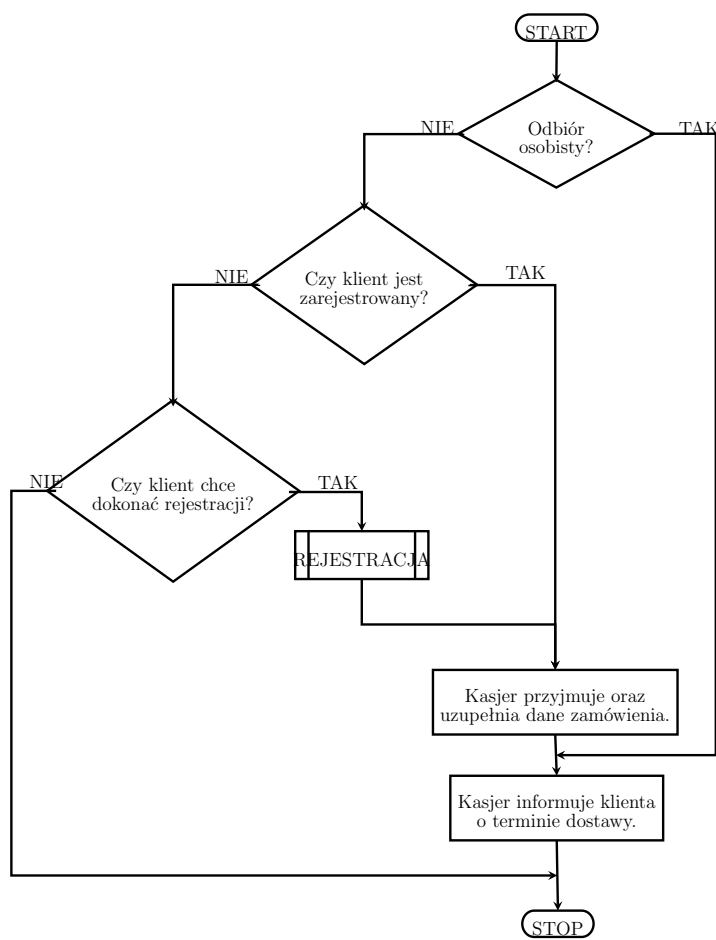 START
NIE
Odbiór
osobisty?
TAK
NIE
Czy klient jest
zarejestrowany?
TAK
NIE
Czy klient chce
dokonać rejestracji?
TAK
REJESTRACJA
Kasjer przyjmuje oraz
uzupełnia dane zamówienia.
Kasjer informuje klienta
o terminie dostawy.
STOP